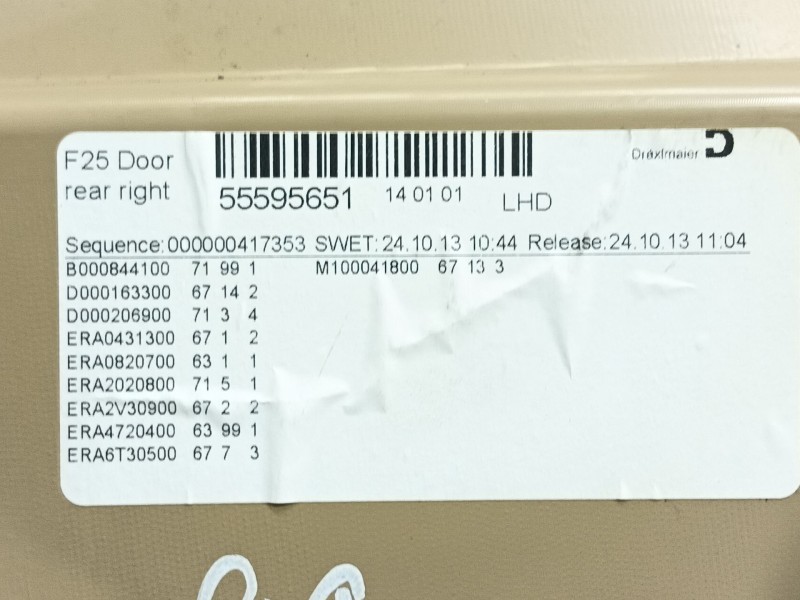 F25 Door
rear right
55595651 14 01 01 LHD
Dräxlmaier
Sequence:000000417353 SWET:24.10.13 10:44 Release:24.10.13 11:04
B000844100 71 99 1 M100041800 67 13 3
D000163300 67 14 2
D000206900 71 3 4
ERA0431300 67 1 2
ERA0820700 63 1 1
ERA2020800 71 5 1
ERA2V30900 67 2 2
ERA4720400 63 99 1
ERA6T30500 67 7 3